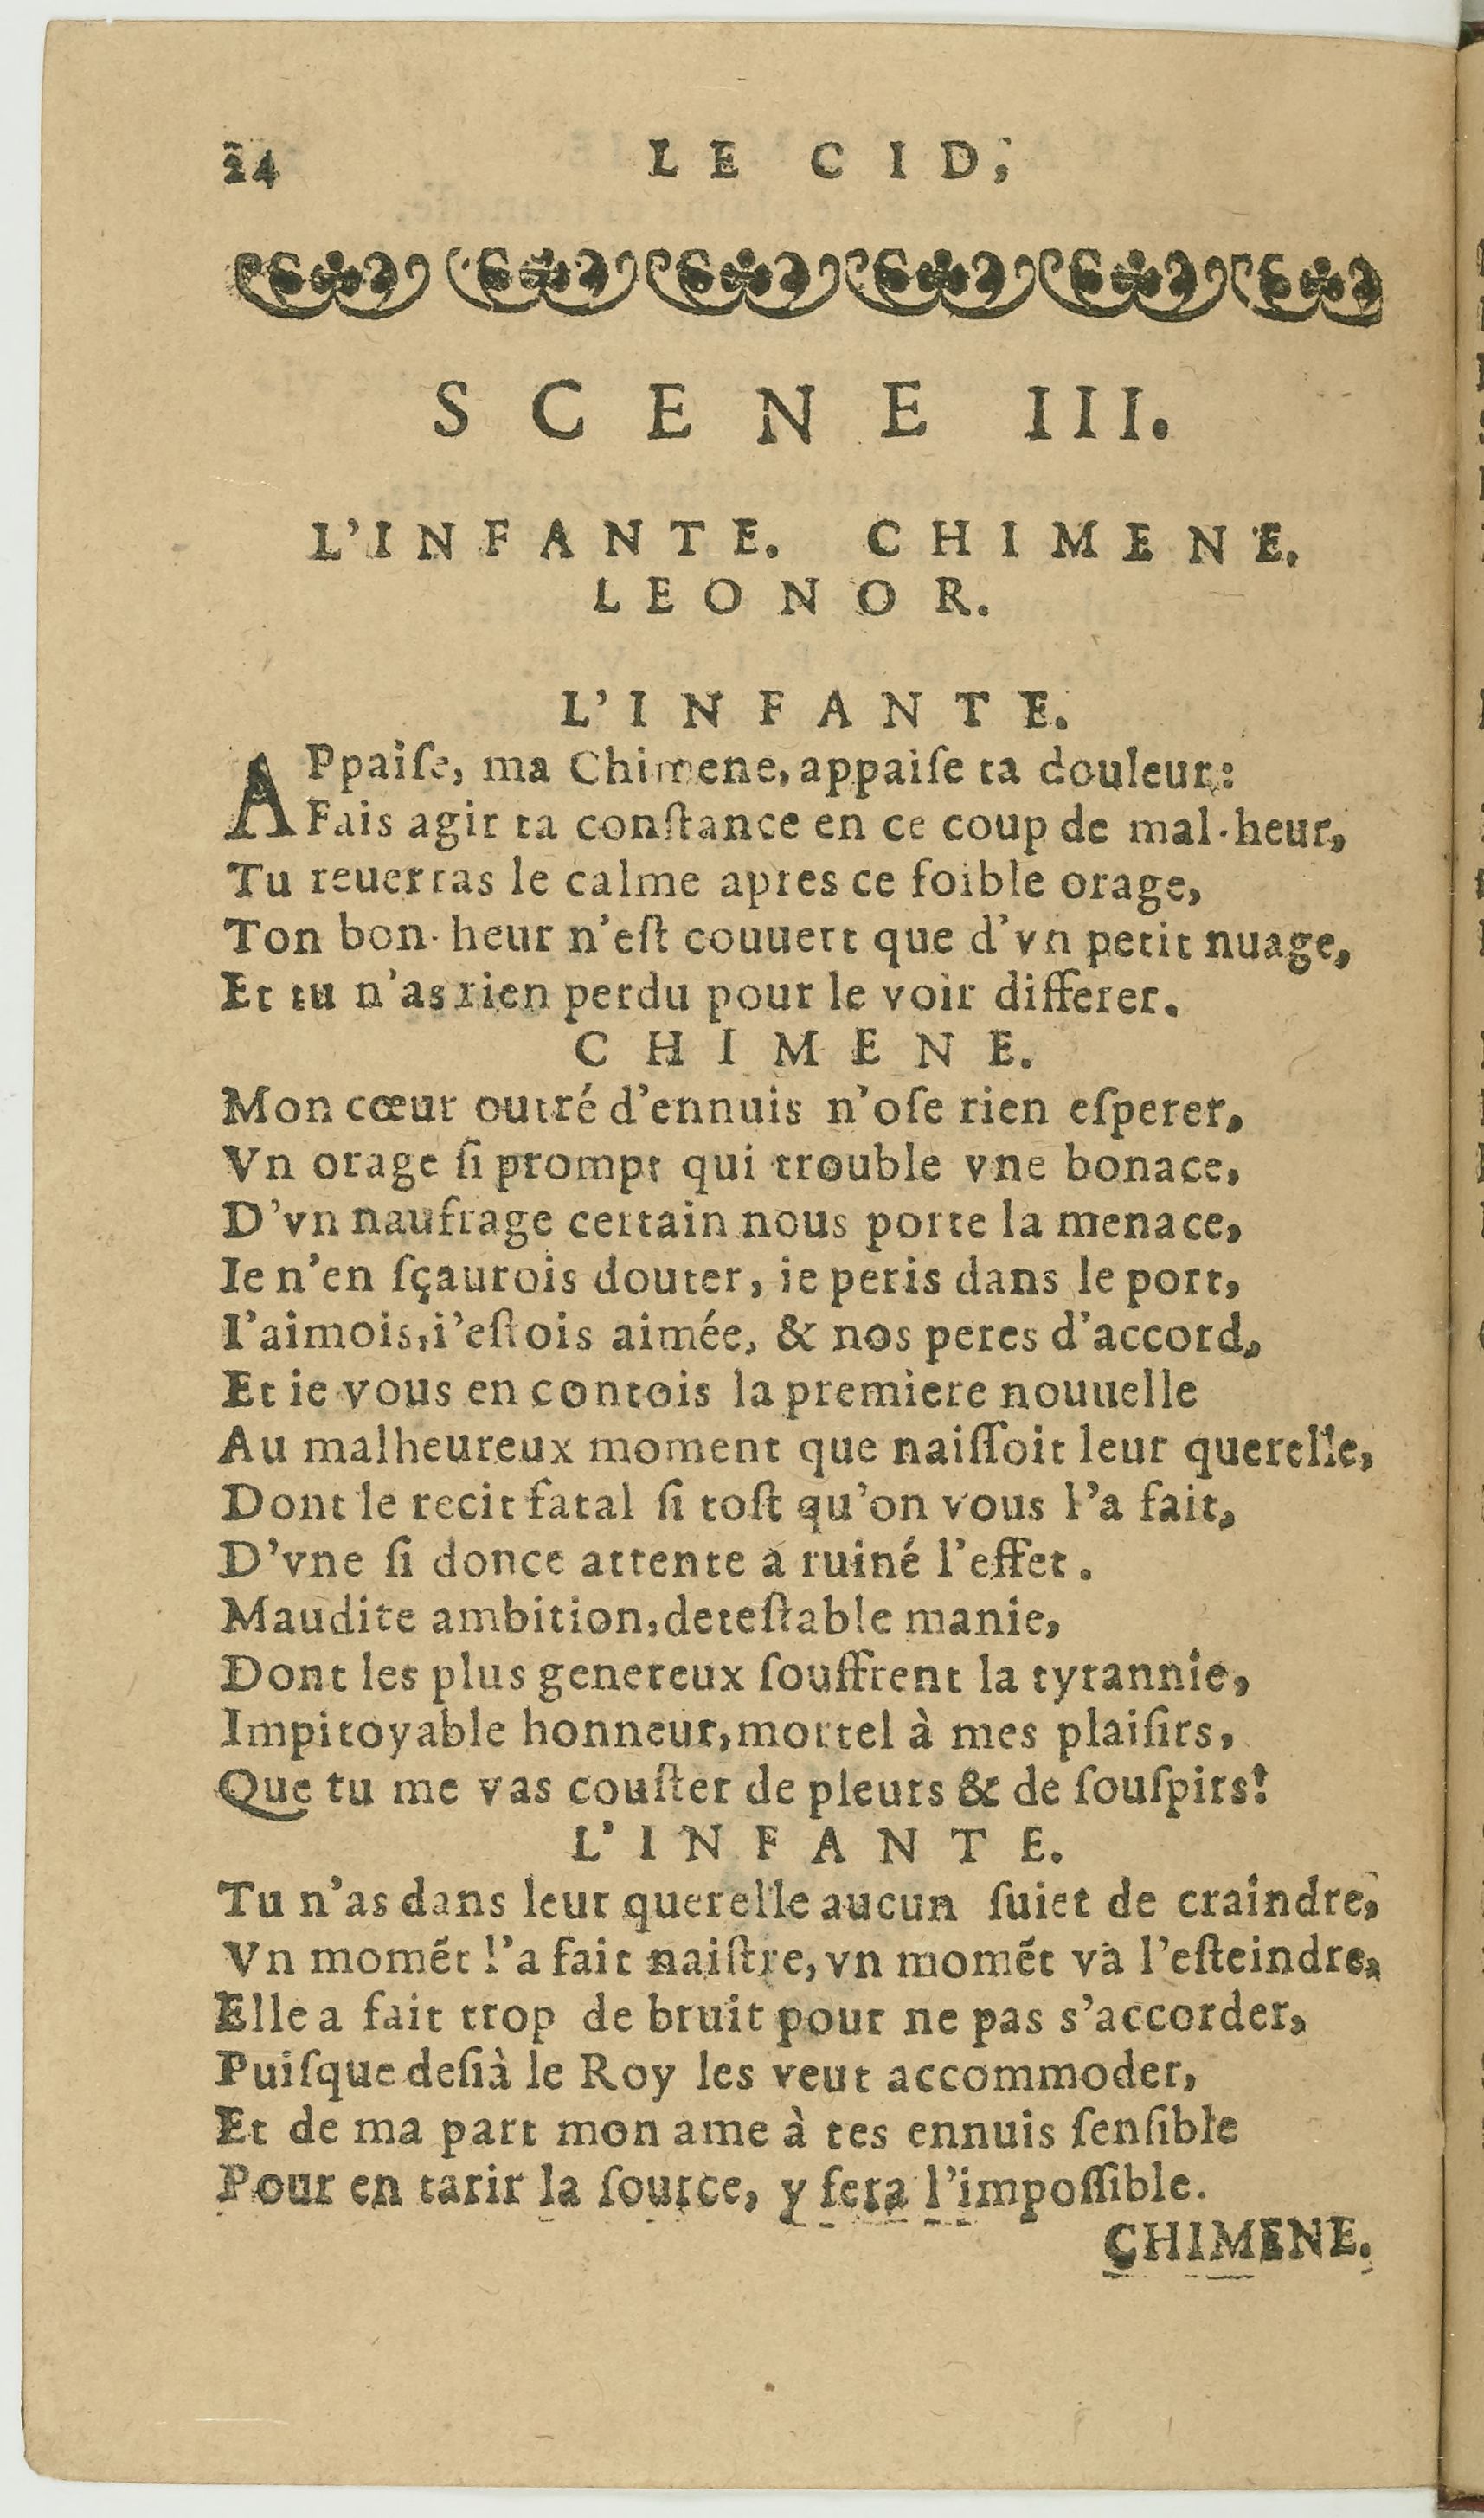 24 LE CID,
SCENE III.
L'INFANTE. CHIMENE.
LEONOR.
L'INFANTE.
APpaiſe, ma Chimene, appaiſe ta douleur:
Fais agir ta conſtance en ce coup de mal-heur,
Tu reuerras le calme apres ce foible orage,
Ton bon-heur n'eſt couuert que d'vn petit nuage,
Et tu n'as rien perdu pour le voir differer.
CHIMENE.
Mon cœur outré d'ennuis n'oſe rien eſperer,
Vn orage ſi prompt qui trouble vne bonace,
D'vn naufrage certain nous porte la menace,
Ie n'en ſçaurois douter, ie peris dans le port,
I'aimois, i'eſtois aimée, & nos peres d'accord,
Et ie vous en contois la premiere nouuelle
Au malheureux moment que naiſſoit leur querelle,
Dont le recit fatal ſi toſt qu'on vous l'a fait,
D'vne ſi donce attente a ruiné l'effet.
Maudite ambition, deteſtable manie,
Dont les plus genereux ſouffrent la tyrannie,
Impitoyable honneur, mortel à mes plaiſirs,
Que tu me vas couſter de pleurs & de ſouſpirs!
L'INFANTE.
Tu n'as dans leur querelle aucun ſuiet de craindre,
Vn momẽt l'a fait naiſtre, vn momẽt va l'eſteindre,
Elle a fait trop de bruit pour ne pas s'accorder,
Puiſque deſià le Roy les veut accommoder,
Et de ma part mon ame à tes ennuis ſenſible
Pour en tarir la ſource, y fera l'impoſſible.
CHIMENE.